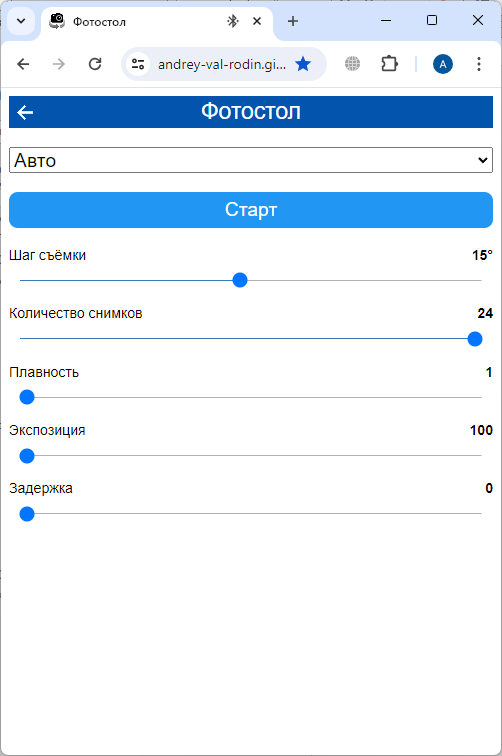 Фотостол
andrey-val-rodin.gi...
A
Фотостол
Авто
Старт
Шаг съёмки 15°
Количество снимков 24
Плавность 1
Экспозиция 100
Задержка 0